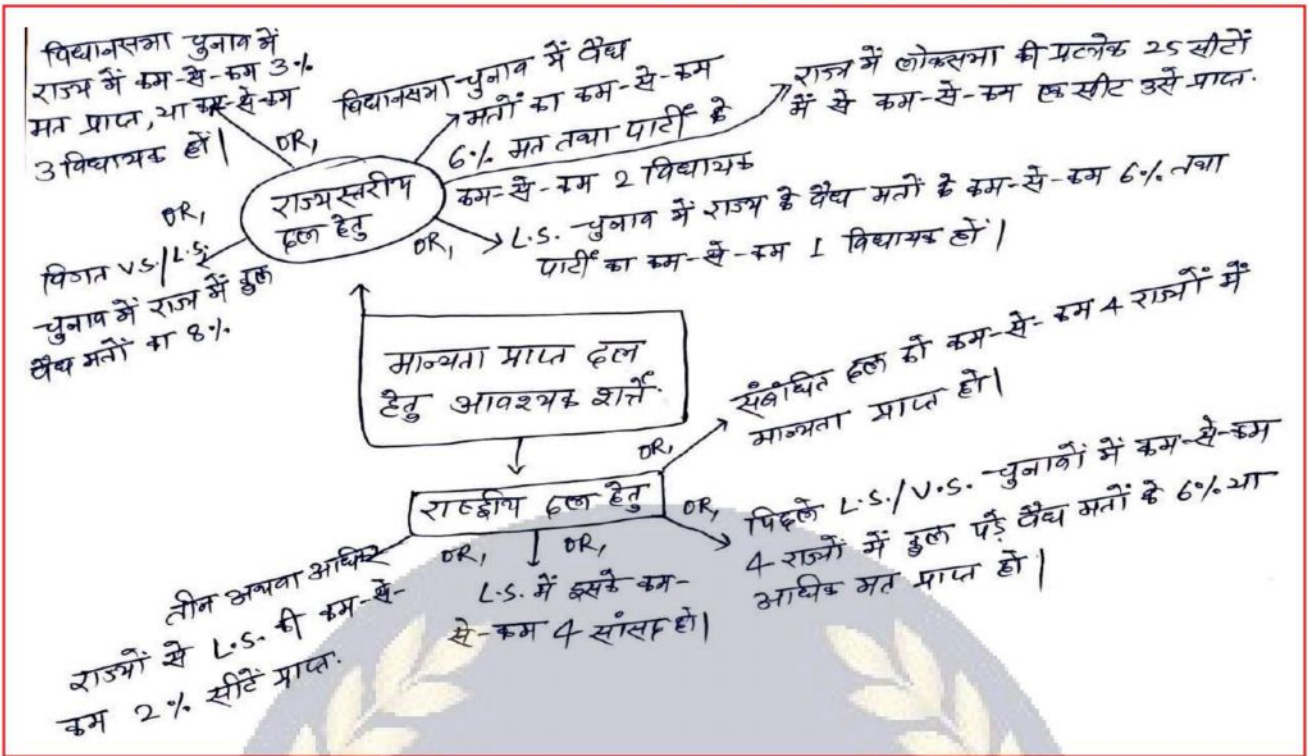 विधानसभा चुनाव में
राज्य में कम-से-कम 3%
मत प्राप्त, या कम-से-कम
3 विधायक हों|
OR,
विधानसभा-चुनाव में वैध
मतों का कम-से-कम
6% मत तथा पार्टी के
कम-से-कम 2 विधायक
राज्य में लोकसभा की प्रत्येक 25 सीटों
में से कम-से-कम एक सीट उसे प्राप्त.
राज्यस्तरीय
दल हेतु
OR,
विगत V.S./L.S.
चुनाव में राज्य में कुल
वैध मतों का 8%
OR,
L.S. -चुनाव में राज्य के वैध मतों के कम-से-कम 6% तथा
पार्टी का कम-से-कम 1 विधायक हों|
मान्यता प्राप्त दल
हेतु आवश्यक शर्तें.
राष्ट्रीय दल हेतु
OR,
संबंधित दल को कम-से-कम 4 राज्यों में
मान्यता प्राप्त हो|
OR,
पिछले L.S./V.S. -चुनावों में कम-से-कम
4-राज्यों में कुल पड़े वैध मतों के 6% या
अधिक मत प्राप्त हो|
OR,
OR,
L.S. में इसके कम-
से-कम 4 सांसद हो|
तीन अथवा अधिक
राज्यों से L.S. की कम-से-
कम 2% सीटें प्राप्त.